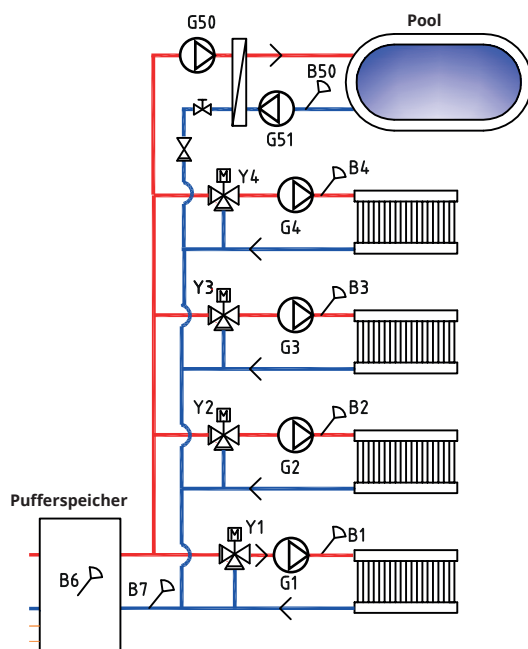 G50
Pool
B50
G51
Y4
B4
G4
Y3
M
B3
G3
Y2
M
B2
G2
Pufferspeicher
Y1
M
B1
B6
B7
G1
M